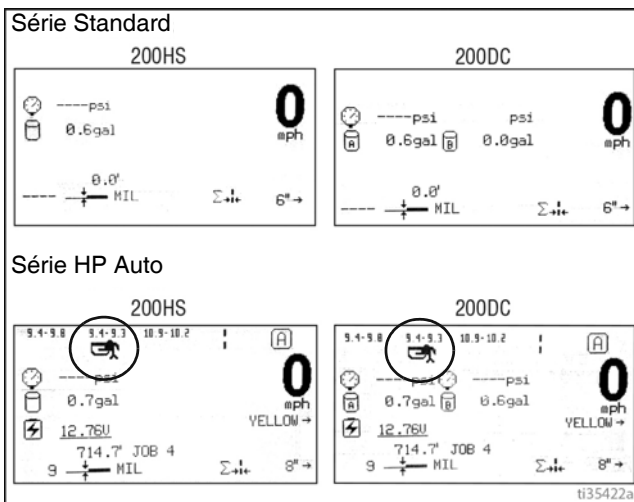 Série Standard
200HS
----psi
0.6gal
0
mph
0.0'
---- MIL
Σ
6"→
200DC
----psi psi
A 0.6gal B 0.0gal
0
mph
0.0'
---- MIL
Σ
6"→
Série HP Auto
200HS
9.4-9.8 9.4-9.3 10.9-10.2
A
----psi
0.7gal
0
mph
YELLOW→
12.76V
714.7' JOB 4
9 MIL
Σ
8"→
200DC
9.4-9.8 9.4-9.3 10.9-10.2
A
----psi ----psi
A 0.7gal B 0.6gal
0
mph
YELLOW→
12.76V
714.7' JOB 4
9 MIL
Σ
8"→
ti35422a